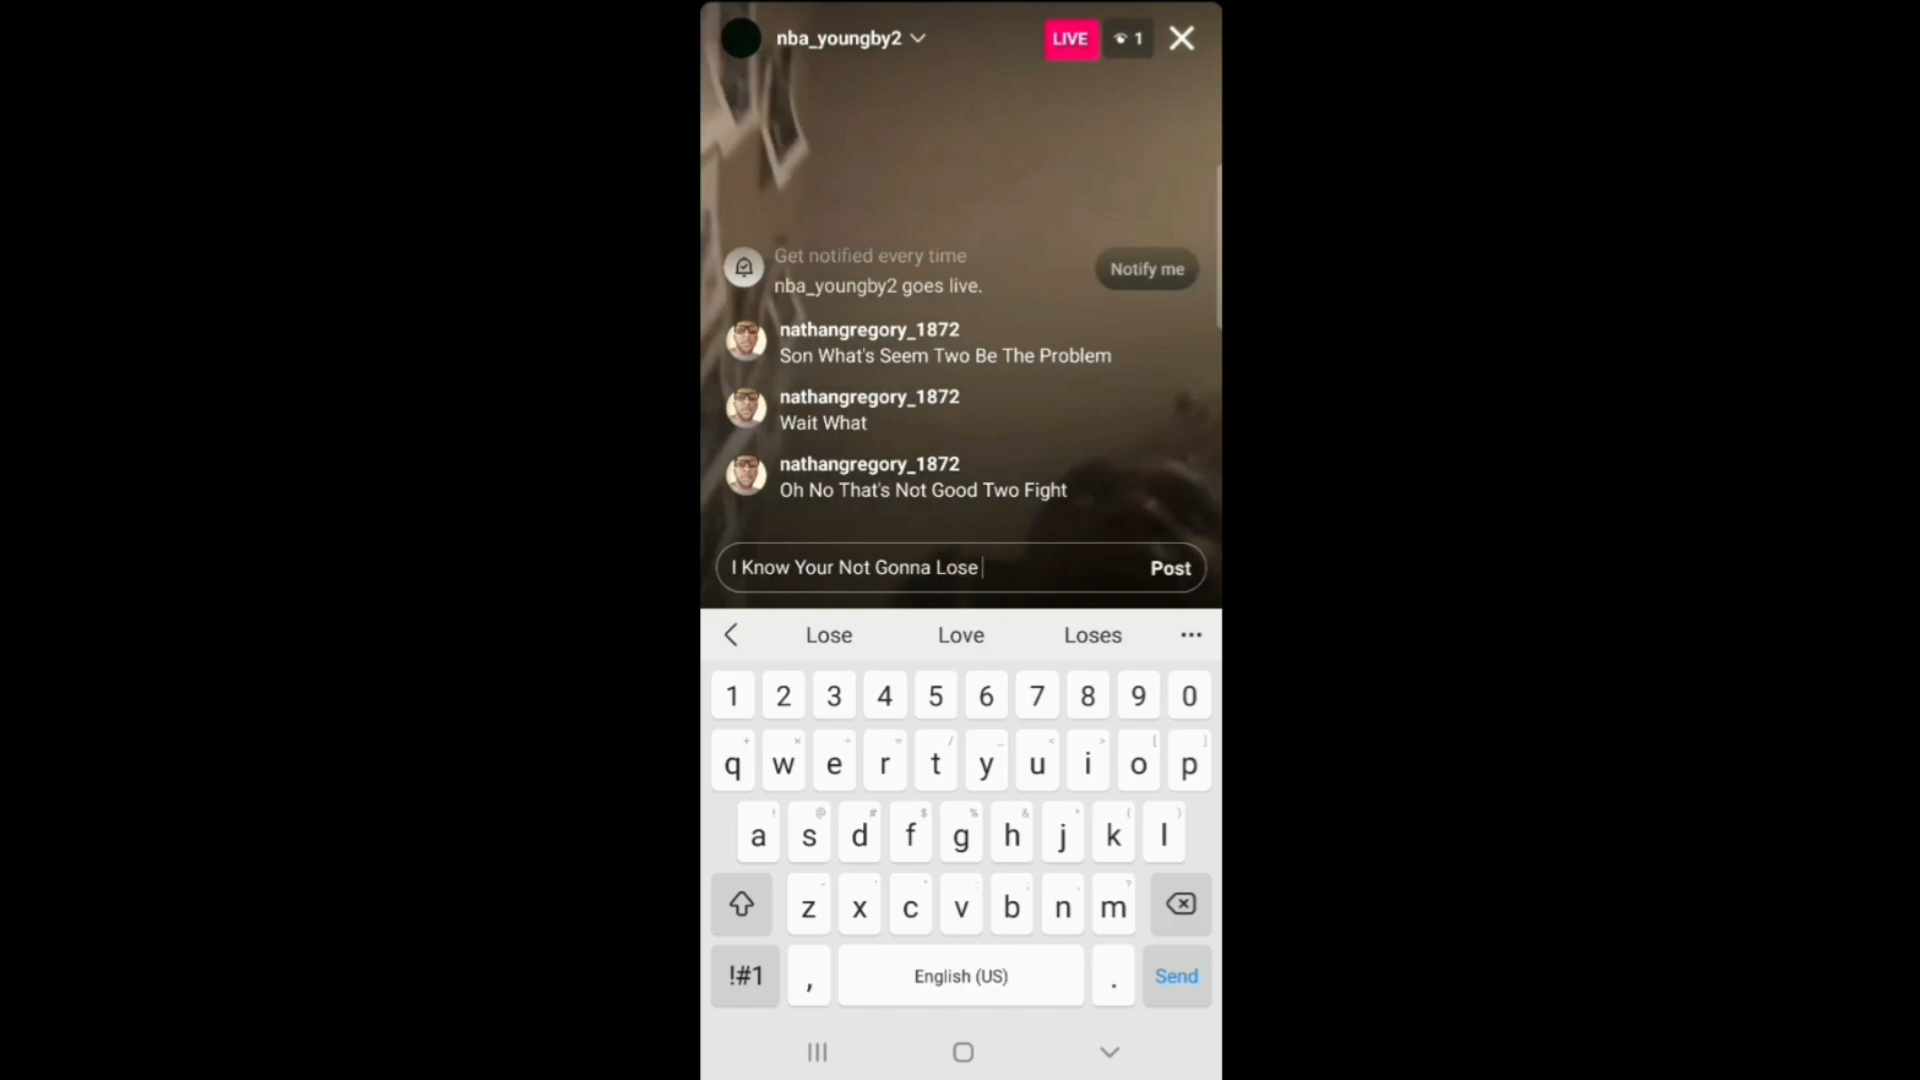 nba_youngby2
LIVE
1
Get notified every time
nba_youngby2 goes live.
Notify me
nathangregory_1872
Son What's Seem Two Be The Problem
nathangregory_1872
Wait What
nathangregory_1872
Oh No That's Not Good Two Fight
I Know Your Not Gonna Lose
Post
Lose Love Loses
1 2 3 4 5 6 7 8 9 0
q w e r t y u i o p
a s d f g h j k l
z x c v b n m
!#1 , English (US) . Send